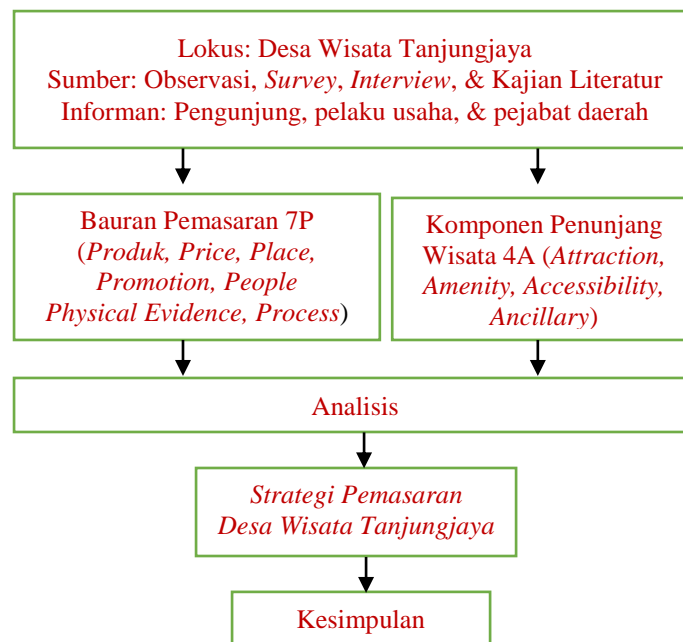 Lokus: Desa Wisata Tanjungjaya
Sumber: Observasi, Survey, Interview, & Kajian Literatur
Informan: Pengunjung, pelaku usaha, & pejabat daerah
Bauran Pemasaran 7P
(Produk, Price, Place,
Promotion, People
Physical Evidence, Process)
Komponen Penunjang
Wisata 4A (Attraction,
Amenity, Accessibility,
Ancillary)
Analisis
Strategi Pemasaran
Desa Wisata Tanjungjaya
Kesimpulan